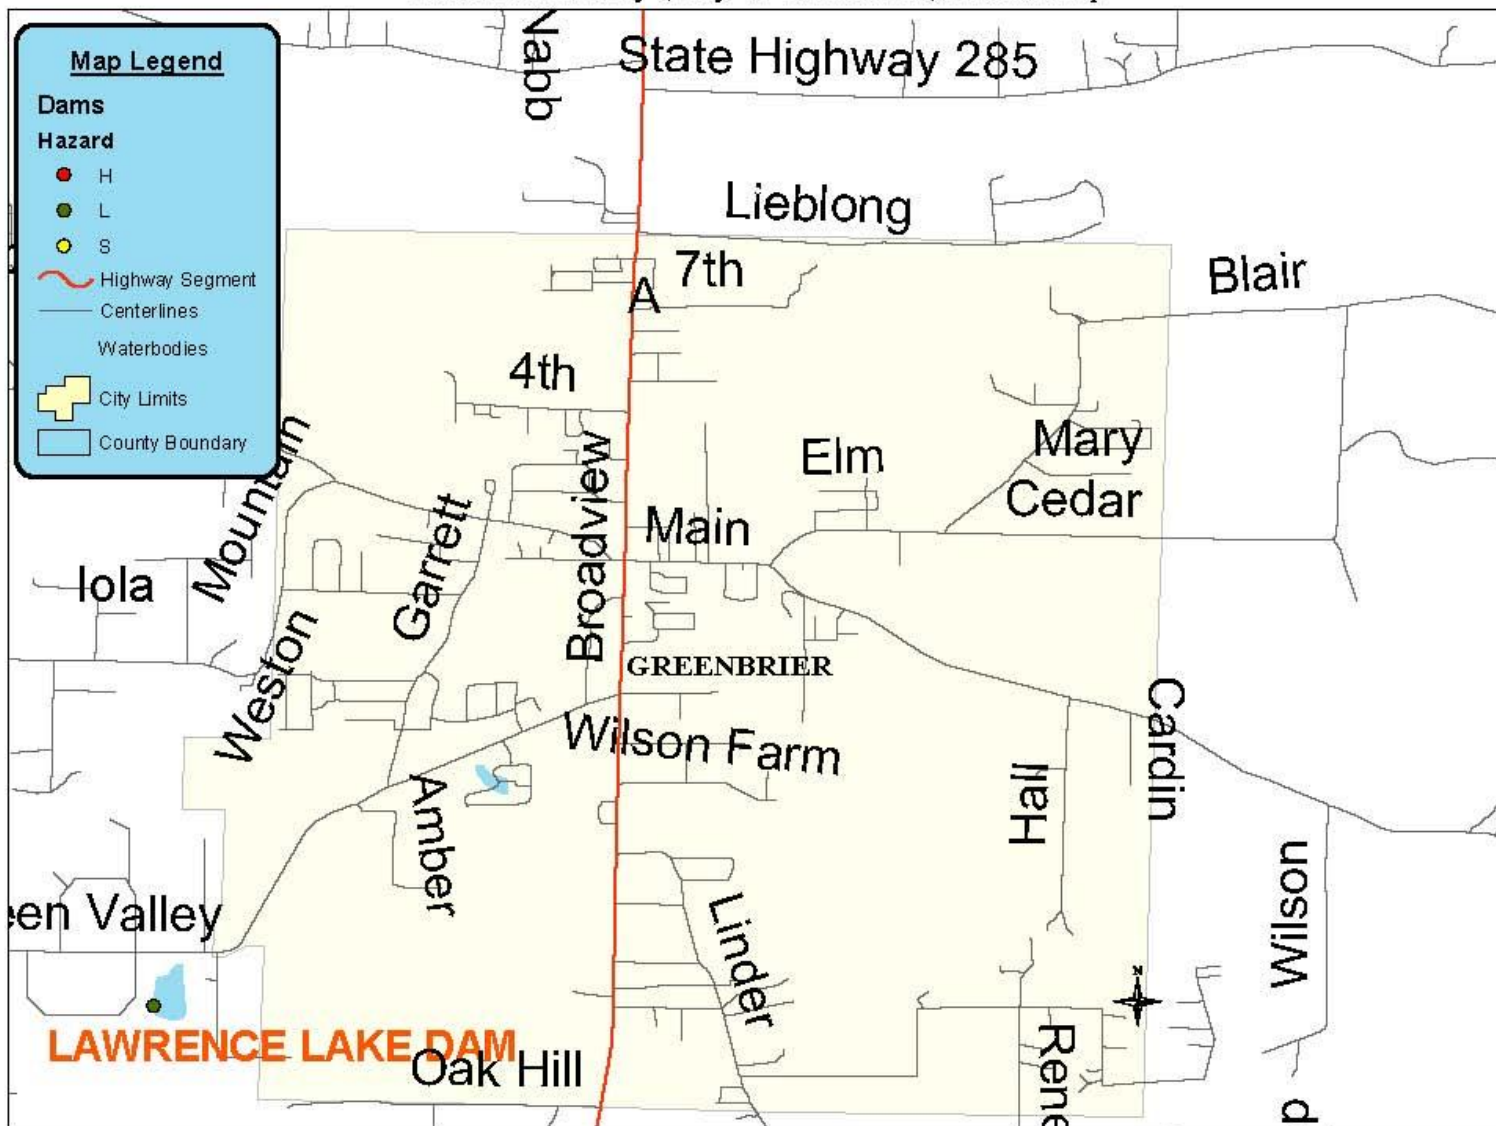 Map Legend
Dams
Hazard
H
L
S
Highway Segment
Centerlines
Waterbodies
City Limits
County Boundary
Nabb
State Highway 285
Lieblong
7th
A
Blair
4th
Mountain
Broadview
Elm
Mary
Cedar
Garrett
Main
Iola
Weston
GREENBRIER
Wilson Farm
Cardin
Hall
Amber
Wilson
een Valley
Linder
N
LAWRENCE LAKE DAM
Oak Hill
Rene
p